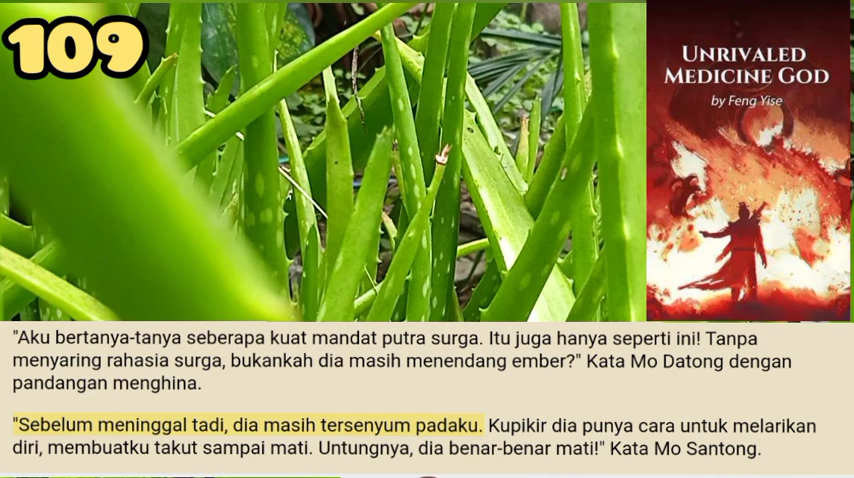 109
UNRIVALED
MEDICINE GOD
by Feng Yise
"Aku bertanya-tanya seberapa kuat mandat putra surga. Itu juga hanya seperti ini! Tanpa
menyaring rahasia surga, bukankah dia masih menendang ember?" Kata Mo Datong dengan
pandangan menghina.
"Sebelum meninggal tadi, dia masih tersenyum padaku. Kupikir dia punya cara untuk melarikan
diri, membuatku takut sampai mati. Untungnya, dia benar-benar mati!" Kata Mo Santong.